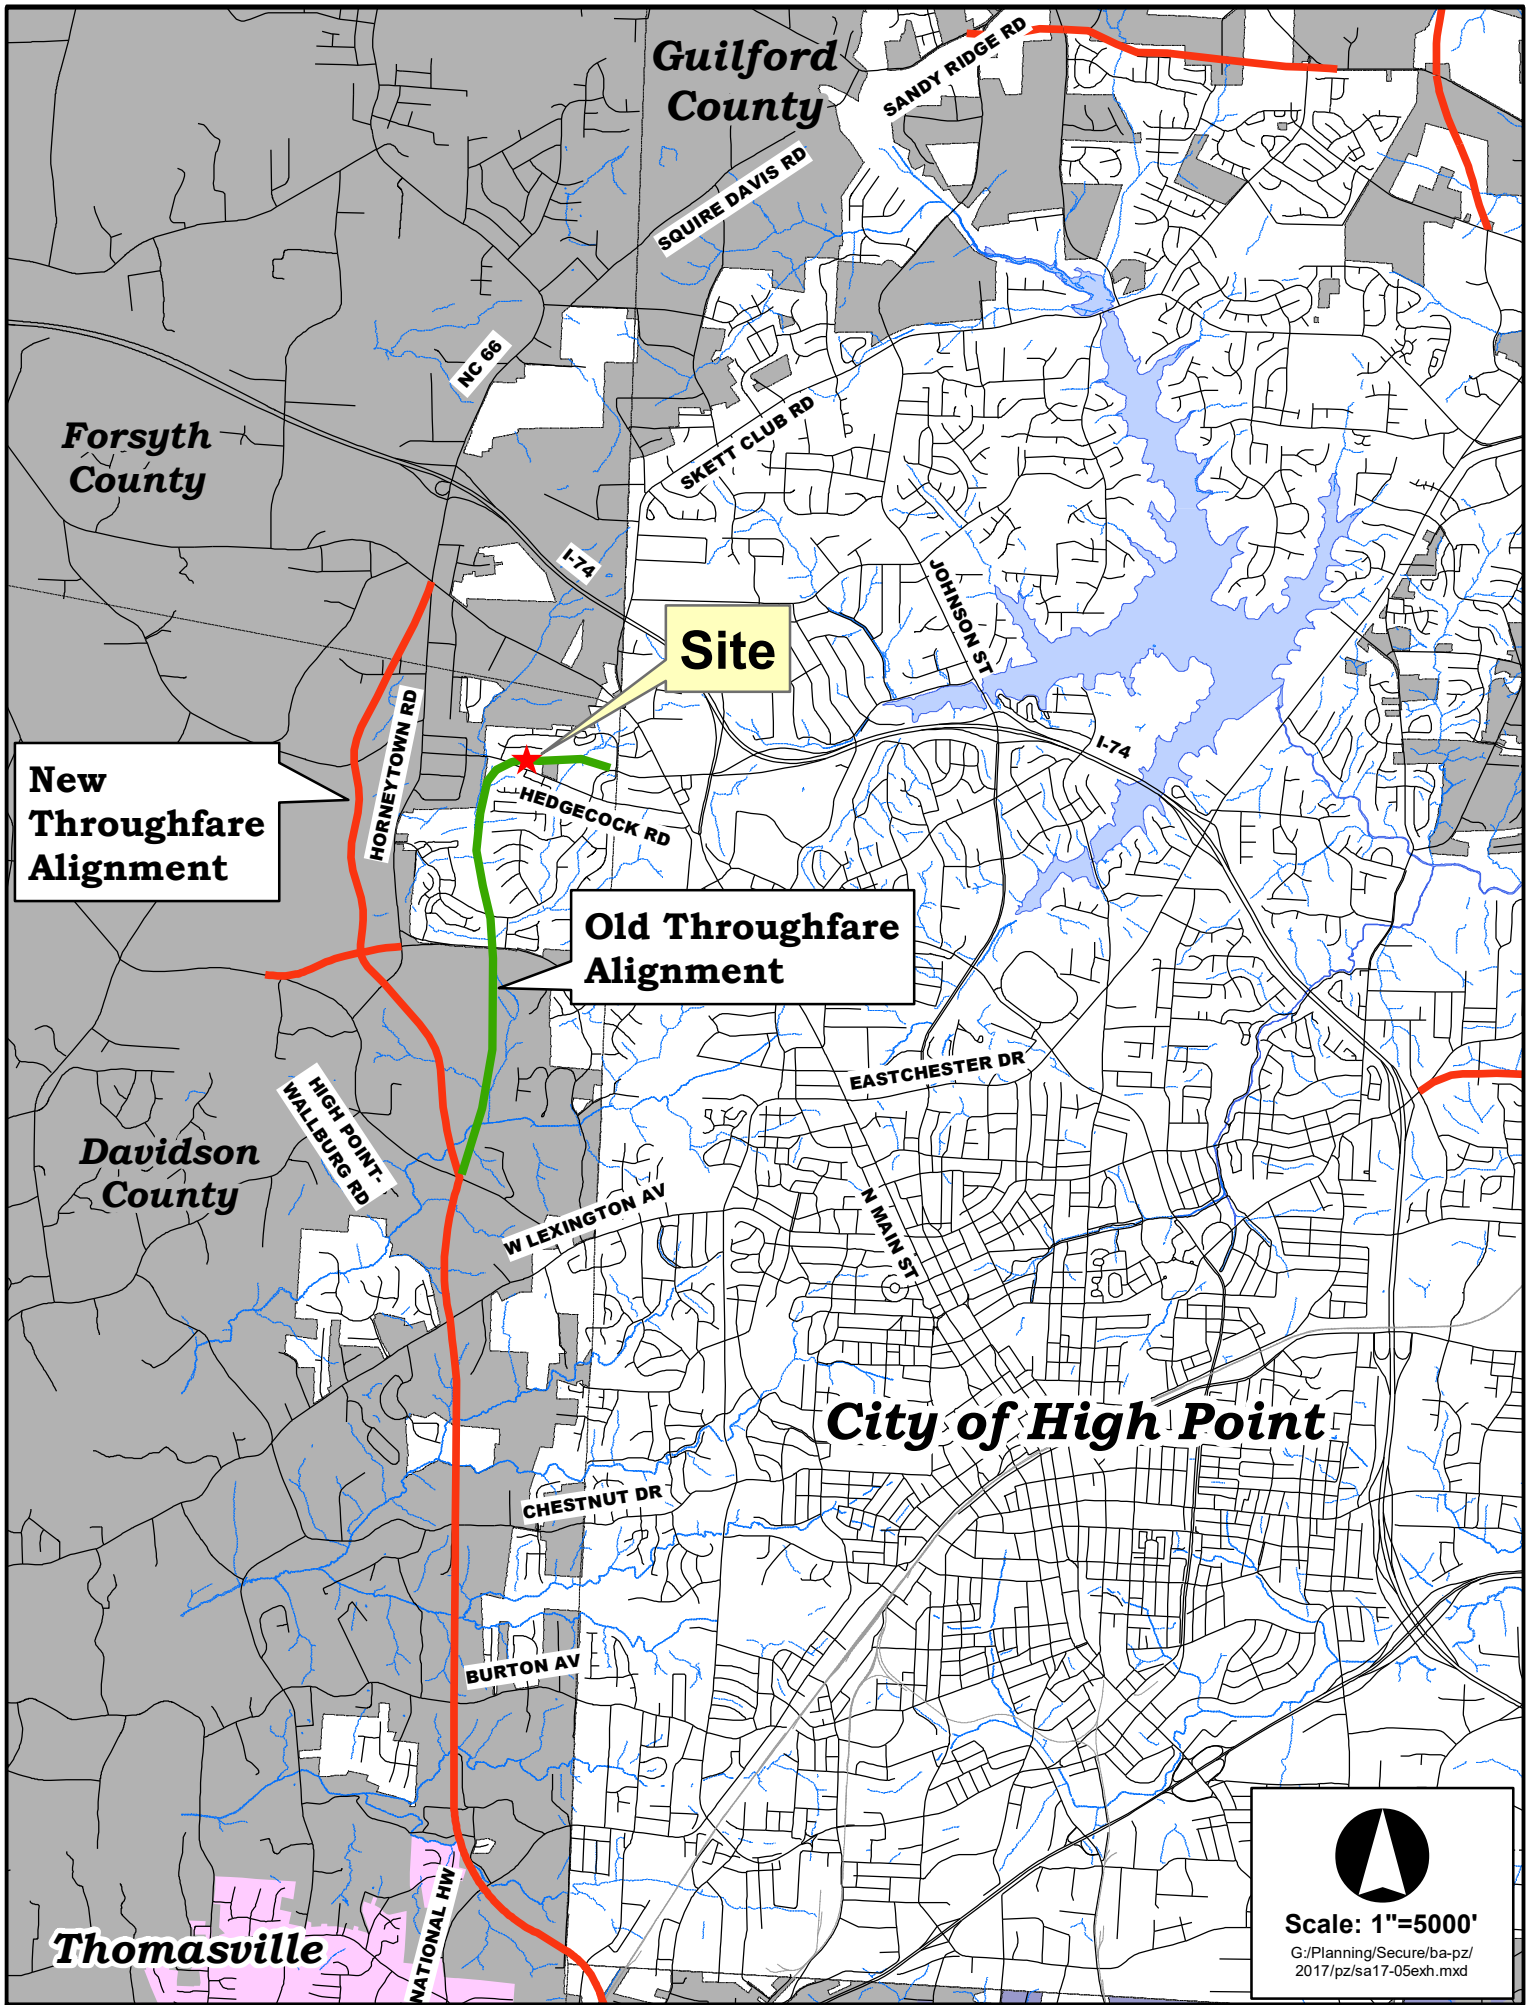 Guilford
County
SANDY RIDGE RD
SQUIRE DAVIS RD
NC 66
Forsyth
County
SKETT CLUB RD
I-74
JOHNSON ST
Site
I-74
HORNEYTOWN RD
New
Throughfare
Alignment
HEDGECOCK RD
Old Throughfare
Alignment
EASTCHESTER DR
HIGH POINT-
WALLBURG RD
Davidson
County
W LEXINGTON AV
N MAIN ST
City of High Point
CHESTNUT DR
BURTON AV
NATIONAL HW
Thomasville
Scale: 1"=5000'
G:/Planning/Secure/ba-pz/
2017/pz/sa17-05exh.mxd